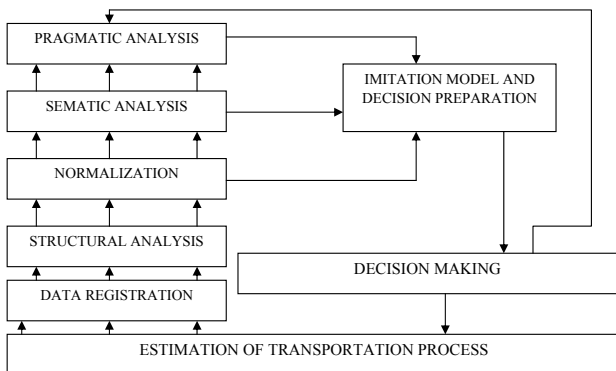 PRAGMATIC ANALYSIS
IMITATION MODEL AND
DECISION PREPARATION
SEMATIC ANALYSIS
NORMALIZATION
STRUCTURAL ANALYSIS
DECISION MAKING
DATA REGISTRATION
ESTIMATION OF TRANSPORTATION PROCESS